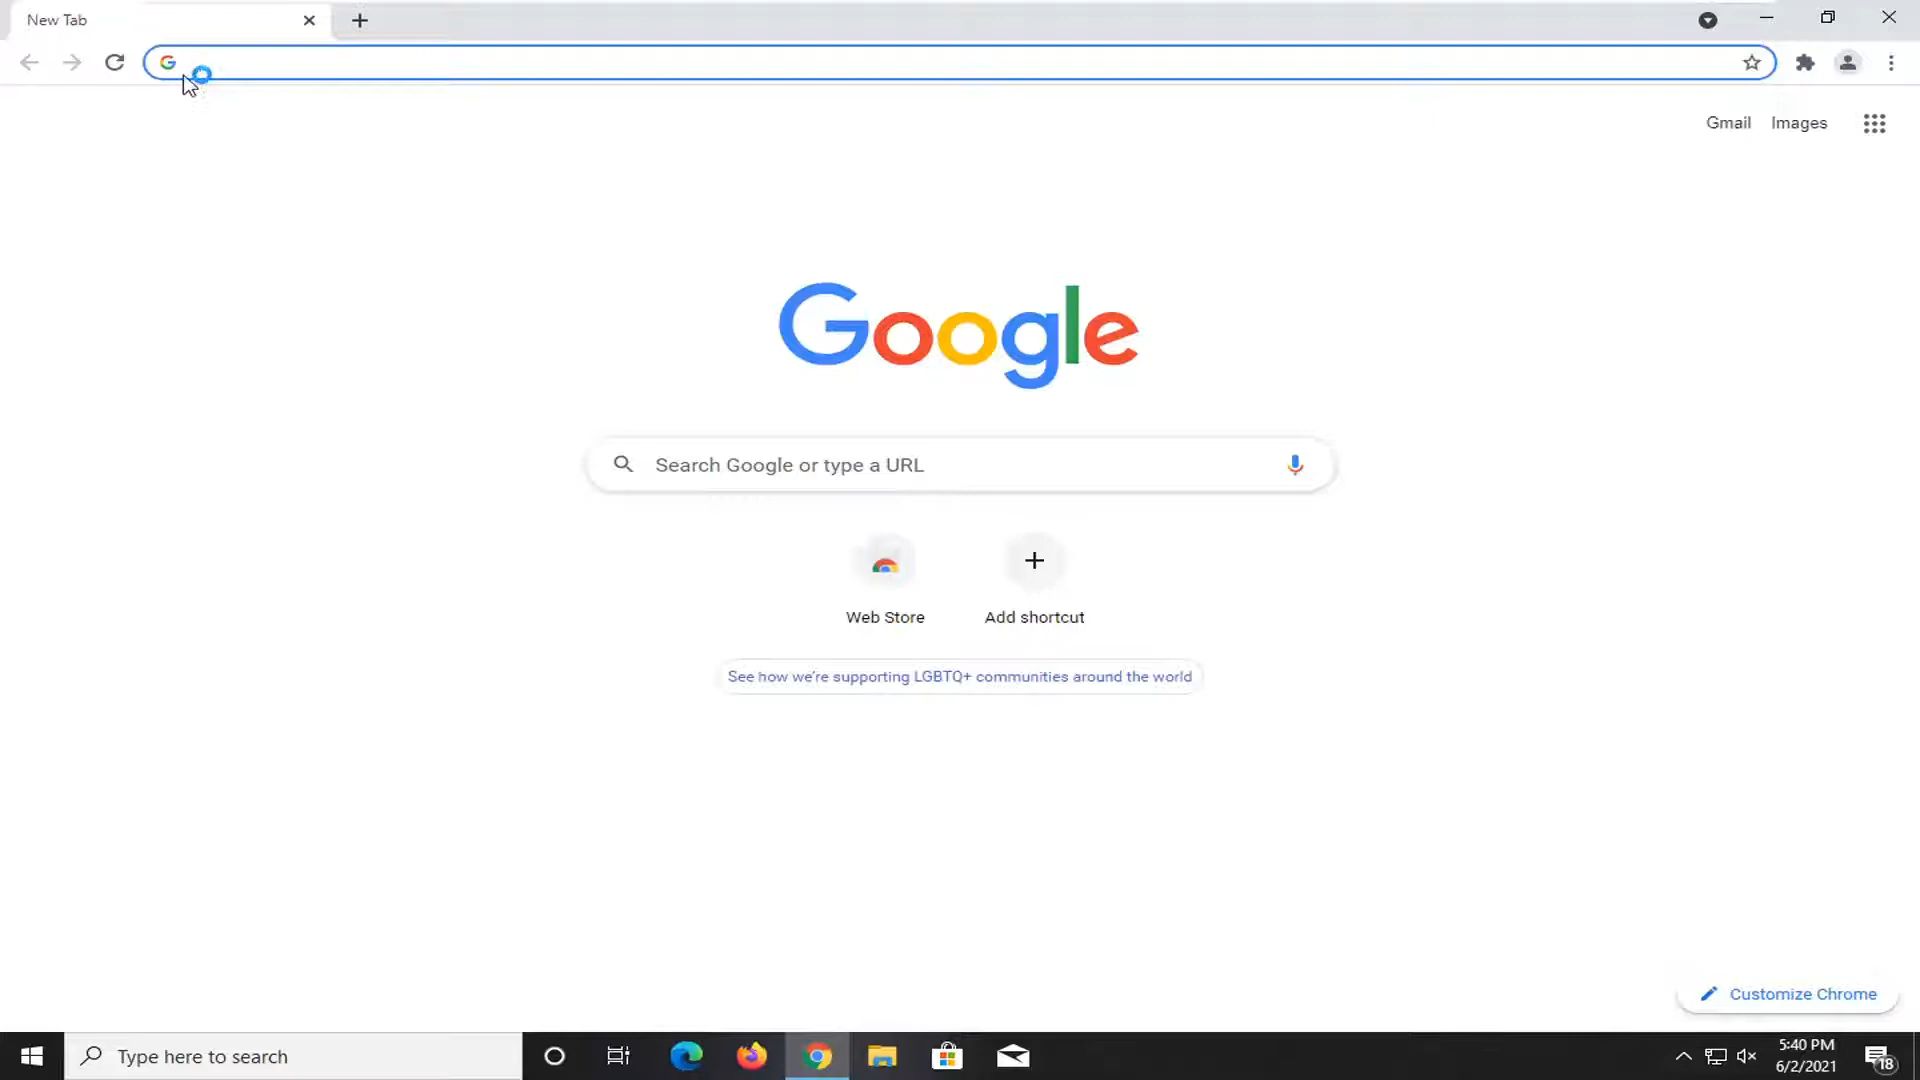 New Tab
Gmail Images
Google
Search Google or type a URL
Web Store Add shortcut
See how we're supporting LGBTQ+ communities around the world
Customize Chrome
Type here to search
5:40 PM
6/2/2021
18